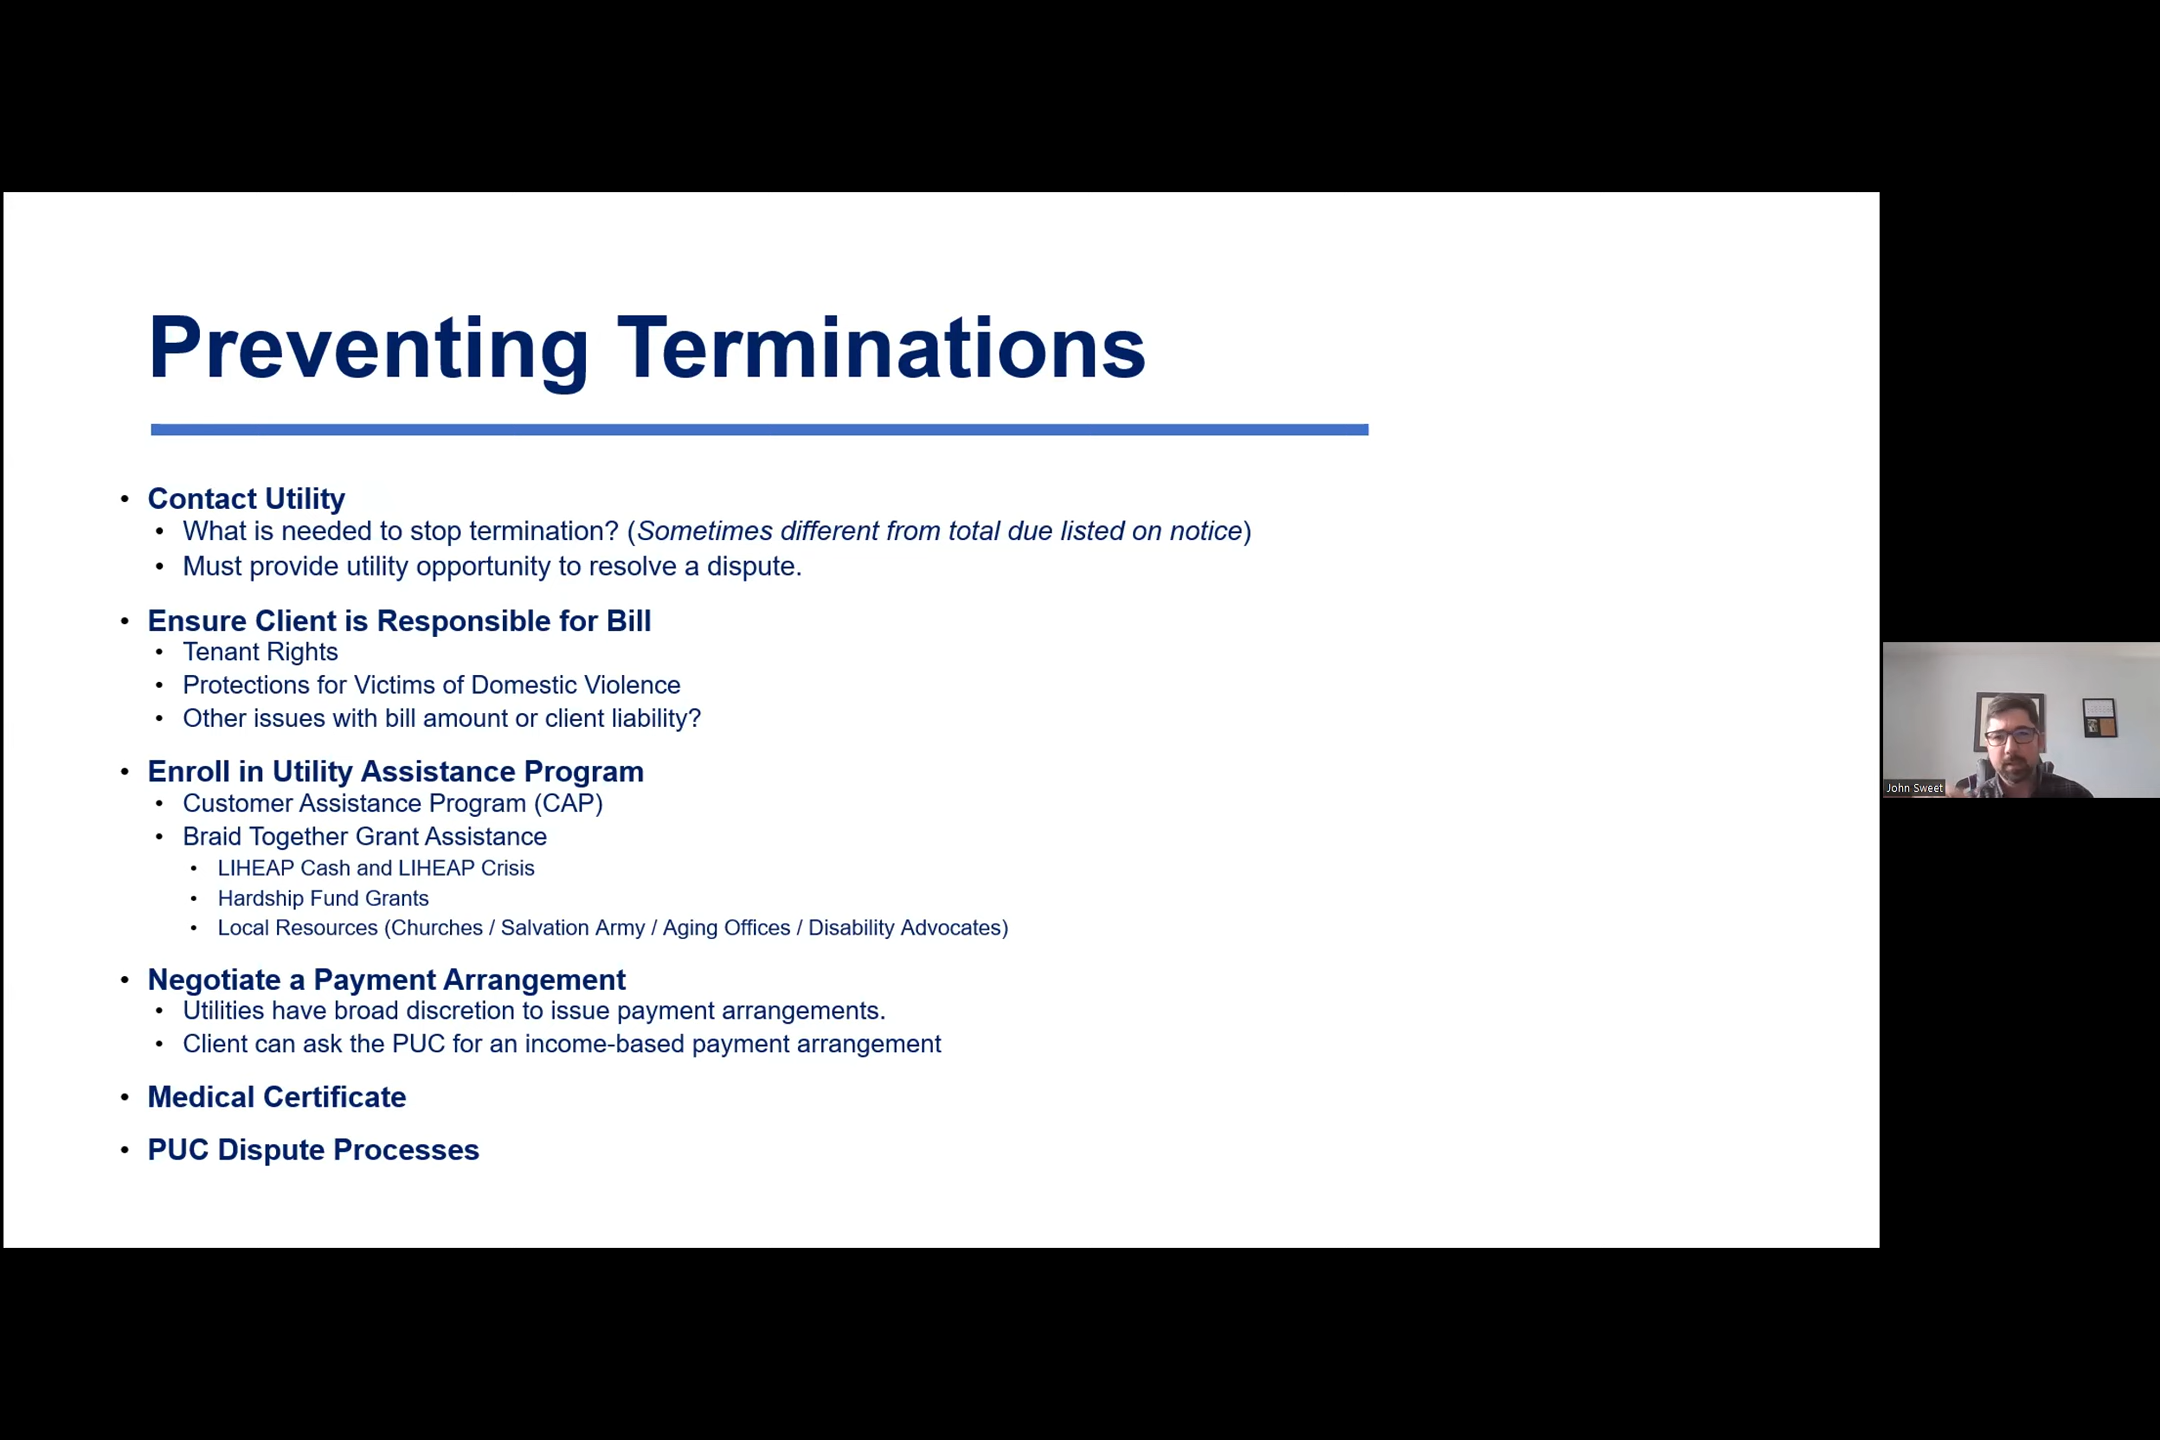 Preventing Terminations
• Contact Utility
• What is needed to stop termination? (Sometimes different from total due listed on notice)
• Must provide utility opportunity to resolve a dispute.
• Ensure Client is Responsible for Bill
• Tenant Rights
• Protections for Victims of Domestic Violence
• Other issues with bill amount or client liability?
• Enroll in Utility Assistance Program
• Customer Assistance Program (CAP)
• Braid Together Grant Assistance
• LIHEAP Cash and LIHEAP Crisis
• Hardship Fund Grants
• Local Resources (Churches / Salvation Army / Aging Offices / Disability Advocates)
• Negotiate a Payment Arrangement
• Utilities have broad discretion to issue payment arrangements.
• Client can ask the PUC for an income-based payment arrangement
• Medical Certificate
• PUC Dispute Processes
John Sweet